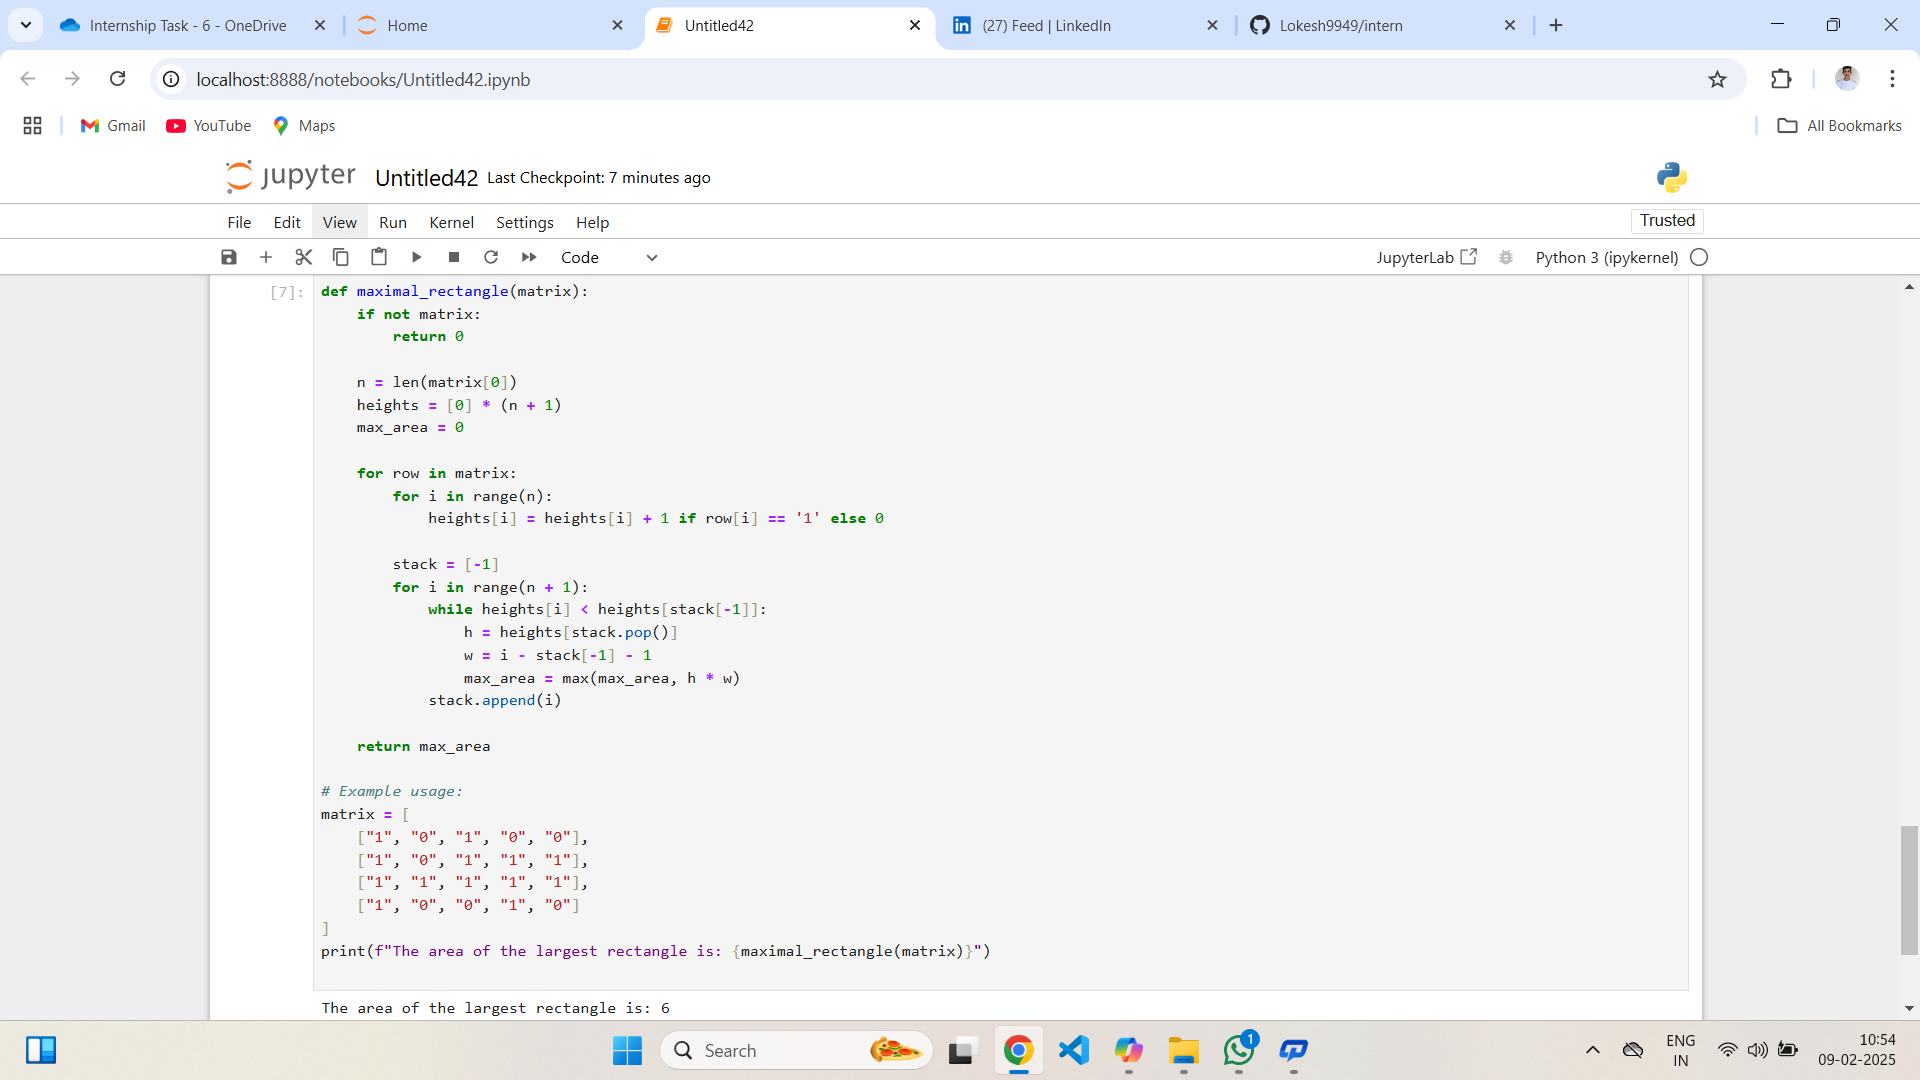 Internship Task - 6 - OneDrive
Home
Untitled42
(27) Feed | LinkedIn
Lokesh9949/intern
localhost:8888/notebooks/Untitled42.ipynb
Gmail
YouTube
Maps
All Bookmarks
jupyter
Untitled42 Last Checkpoint: 7 minutes ago
File Edit View Run Kernel Settings Help
Trusted
Code
JupyterLab
Python 3 (ipykernel)
[7]:
def maximal_rectangle(matrix):
    if not matrix:
        return 0

    n = len(matrix[0])
    heights = [0] * (n + 1)
    max_area = 0

    for row in matrix:
        for i in range(n):
            heights[i] = heights[i] + 1 if row[i] == '1' else 0

        stack = [-1]
        for i in range(n + 1):
            while heights[i] < heights[stack[-1]]:
                h = heights[stack.pop()]
                w = i - stack[-1] - 1
                max_area = max(max_area, h * w)
            stack.append(i)

    return max_area

# Example usage:
matrix = [
    ["1", "0", "1", "0", "0"],
    ["1", "0", "1", "1", "1"],
    ["1", "1", "1", "1", "1"],
    ["1", "0", "0", "1", "0"]
]
print(f"The area of the largest rectangle is: {maximal_rectangle(matrix)}")

The area of the largest rectangle is: 6
Search
1
ENG
IN
10:54
09-02-2025